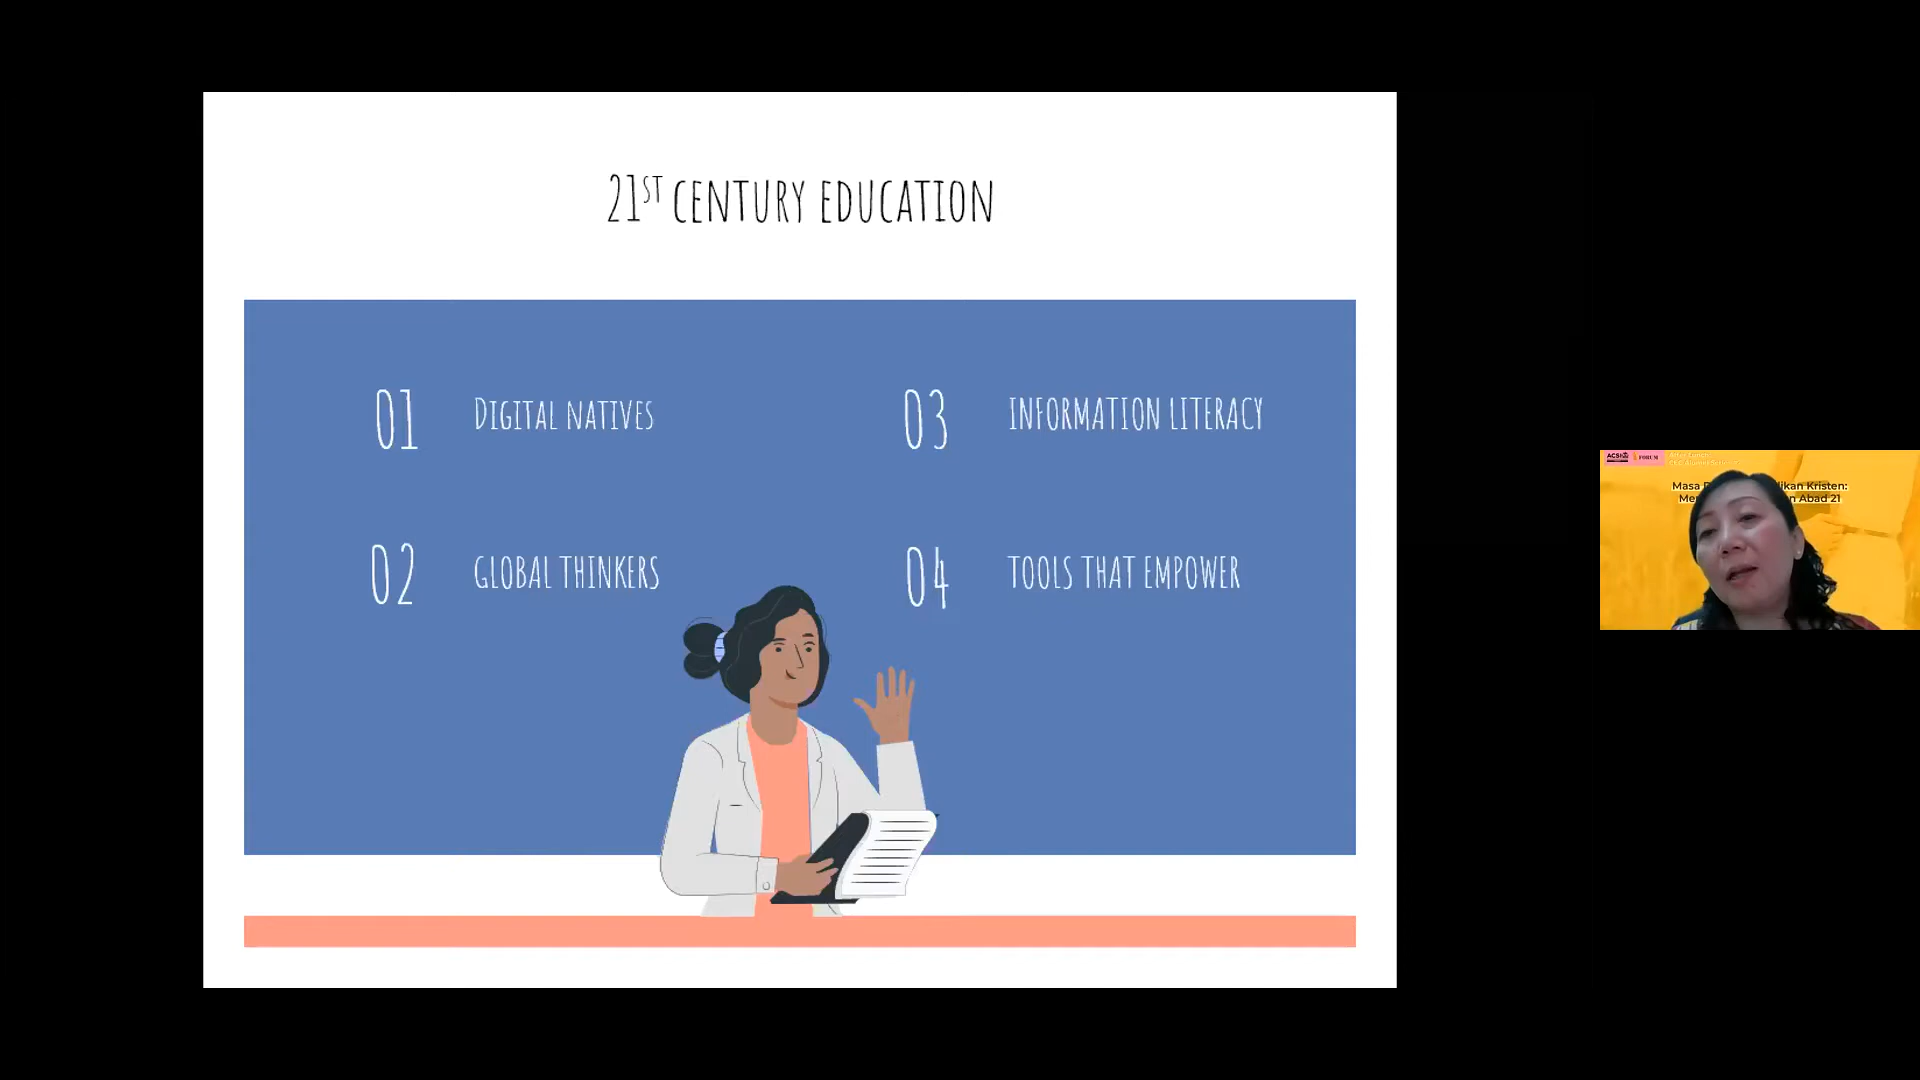 21ST CENTURY EDUCATION
01 DIGITAL NATIVES
03 INFORMATION LITERACY
02 GLOBAL THINKERS
04 TOOLS THAT EMPOWER
ACSI
FORUM
Masa
ikan Kristen:
Abad 21